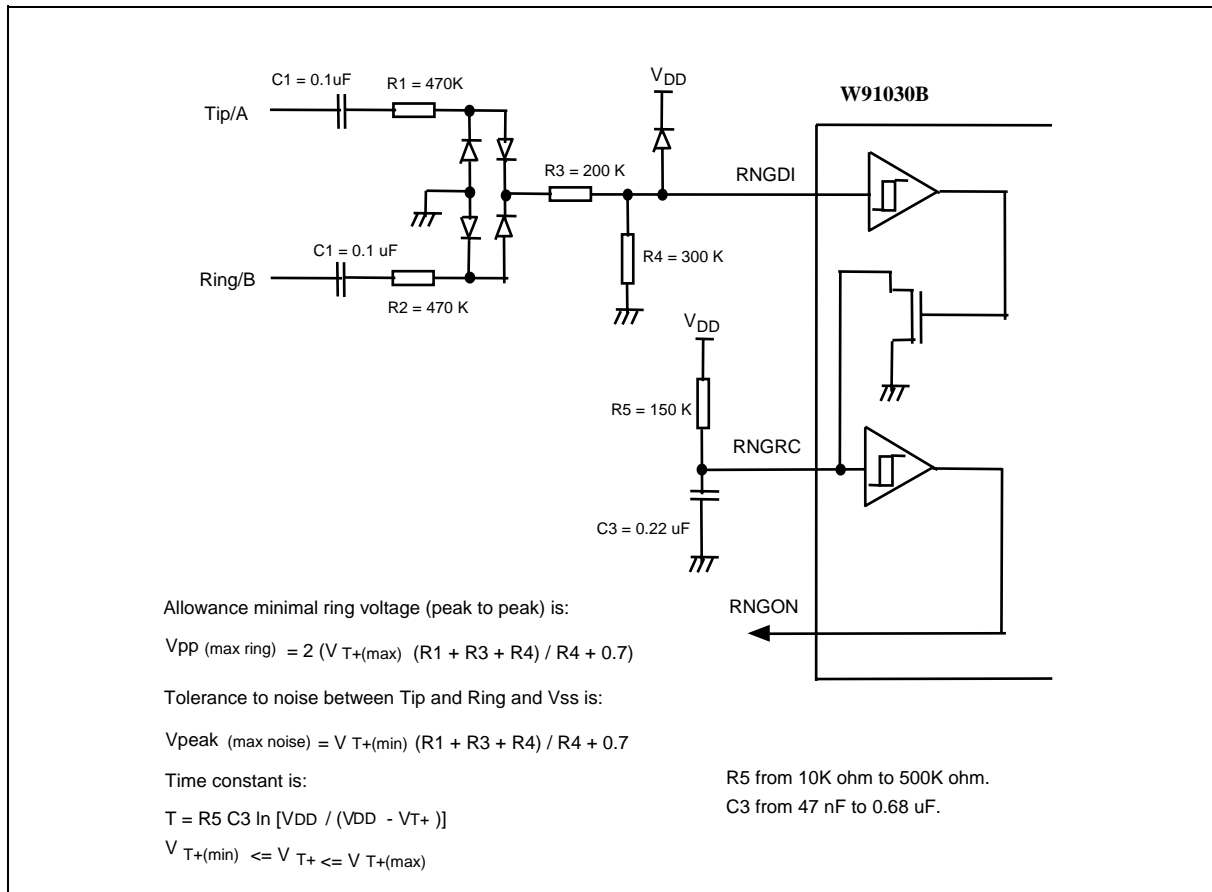 C1 = 0.1uF
R1 = 470K
VDD
W91030B
Tip/A
R3 = 200 K
RNGDI
C1 = 0.1 uF
R4 = 300 K
Ring/B
R2 = 470 K
VDD
R5 = 150 K
RNGRC
C3 = 0.22 uF
RNGON
Allowance minimal ring voltage (peak to peak) is:
Vpp (max ring) = 2 (V T+(max) (R1 + R3 + R4) / R4 + 0.7)
Tolerance to noise between Tip and Ring and Vss is:
Vpeak (max noise) = V T+(min) (R1 + R3 + R4) / R4 + 0.7
Time constant is:
T = R5 C3 ln [VDD / (VDD - VT+ )]
V T+(min) <= V T+ <= V T+(max)
R5 from 10K ohm to 500K ohm.
C3 from 47 nF to 0.68 uF.